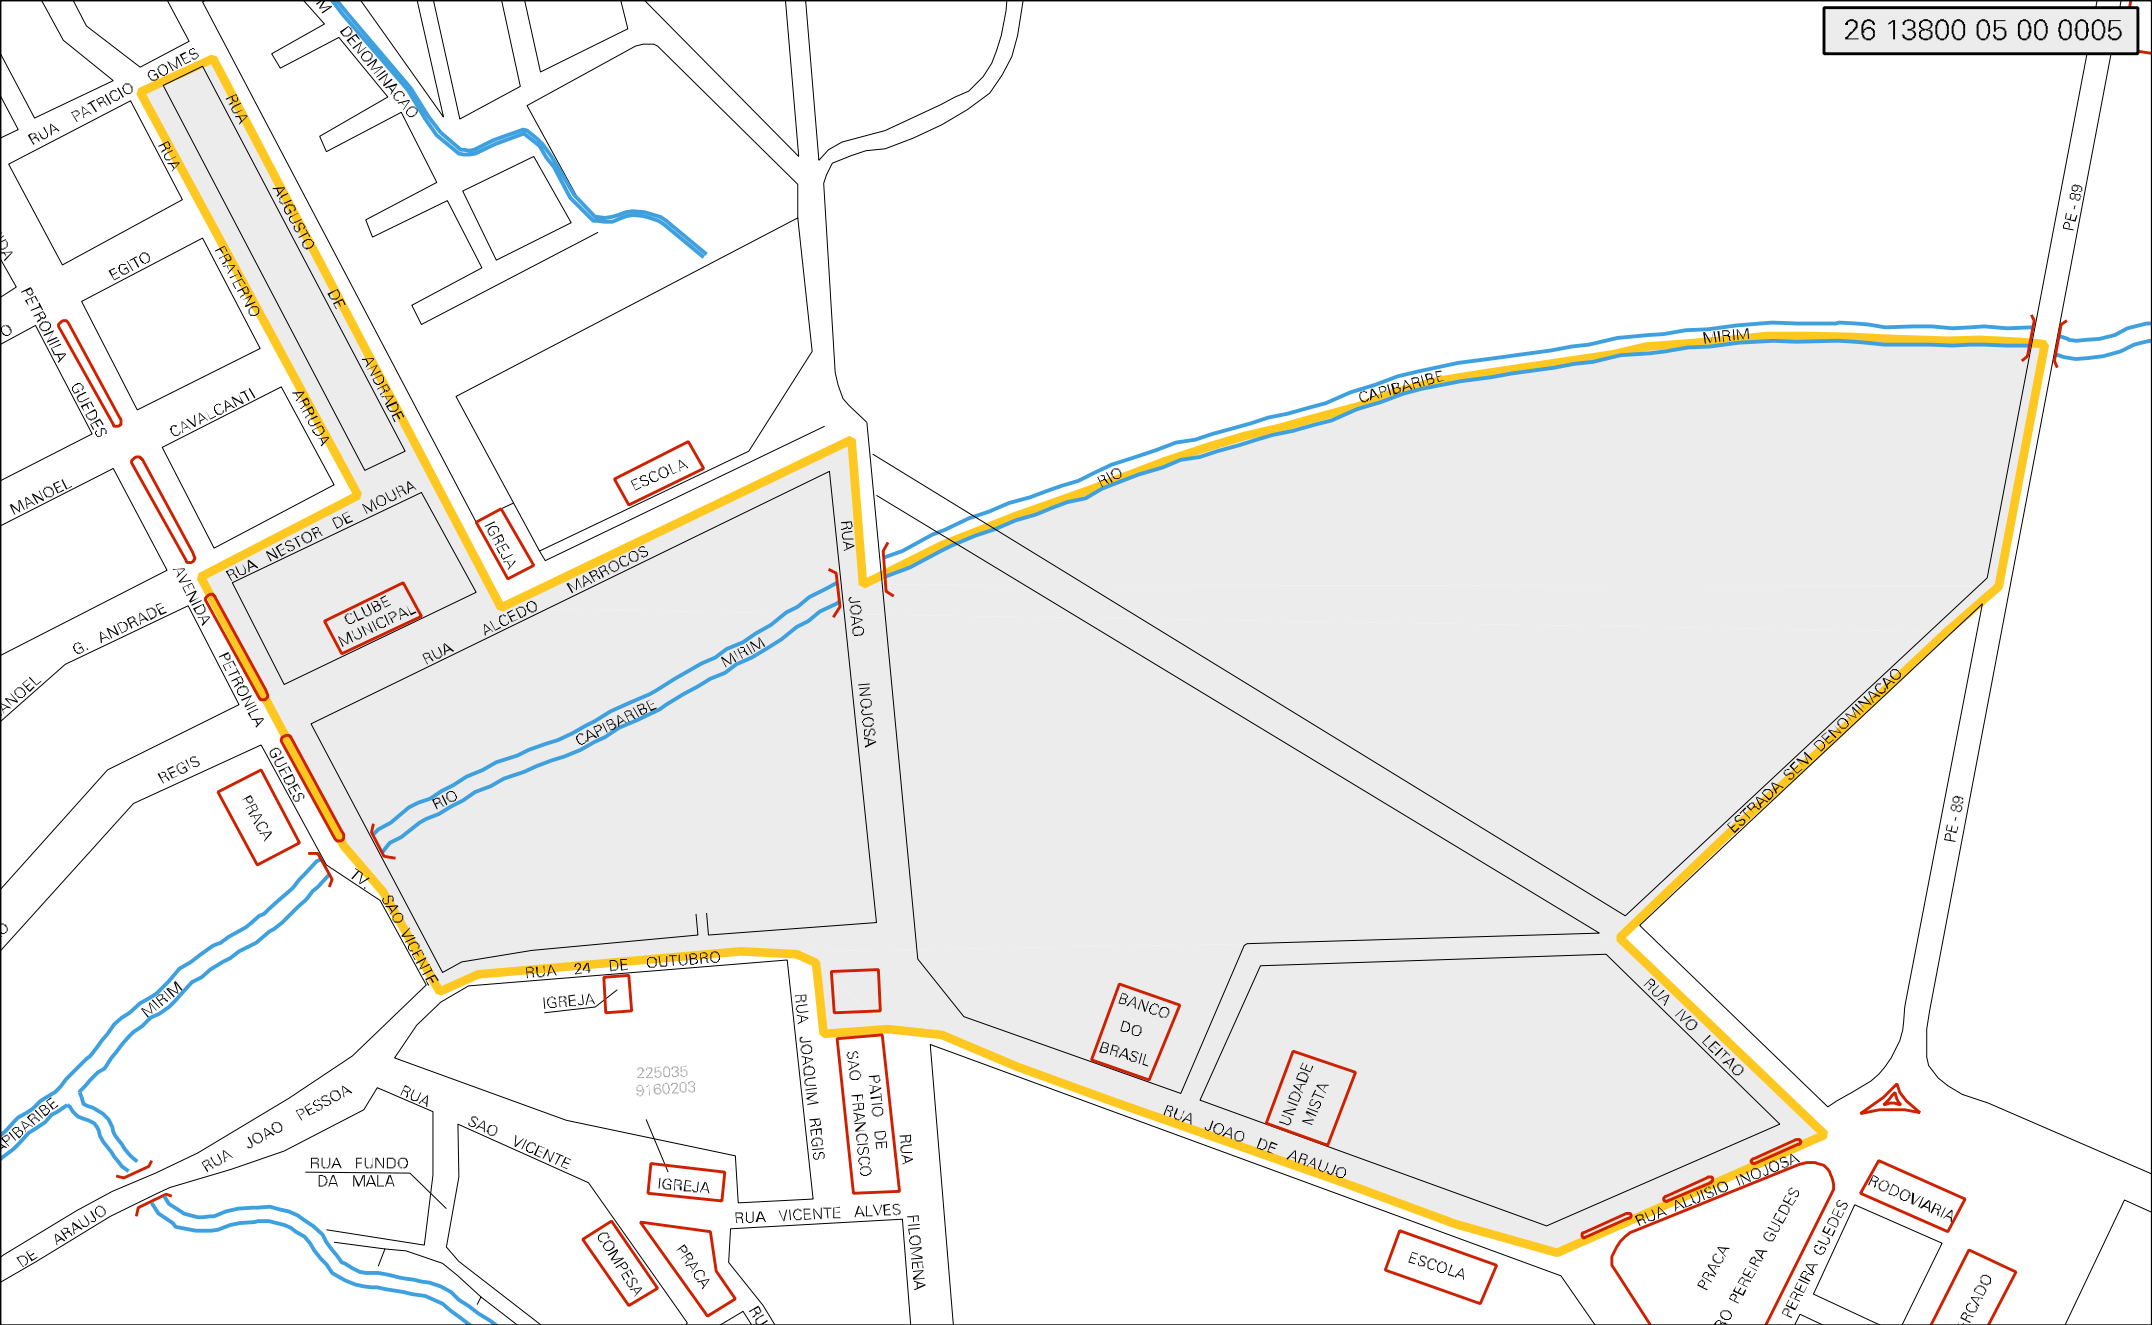 26 13800 05 00 0005
DENOMINACAO
RUA PATRICIO GOMES
RUA AUGUSTO DE ANDRADE
RUA FRATERNO ARRUDA
EGITO
PETRONILA GUEDES
CAVALCANTI
MANOEL
RUA NESTOR DE MOURA
G. ANDRADE
AVENIDA PETRONILA GUEDES
CLUBE
MUNICIPAL
IGREJA
ESCOLA
RUA ALCEDO MARROCOS
RUA JOAO INOJOSA
RIO CAPIBARIBE MIRIM
RIO CAPIBARIBE MIRIM
PE - 89
PE - 89
ESTRADA SEM DENOMINACAO
REGIS
PRACA
TV. SAO VICENTE
MIRIM
RUA 24 DE OUTUBRO
IGREJA
225035
9160203
RUA JOAQUIM REGIS
PATIO DE
SAO FRANCISCO
RUA FILOMENA
BANCO
DO
BRASIL
UNIDADE
MISTA
RUA IVO LEITAO
RUA JOAO DE ARAUJO
RUA ALUISIO INOJOSA
RUA JOAO PESSOA
RUA SAO VICENTE
RUA FUNDO
DA MALA
IGREJA
RUA VICENTE ALVES
DE ARAUJO
COMPESA
PRACA
ESCOLA
PRACA
PEREIRA GUEDES
PEREIRA GUEDES
RODOVIARIA